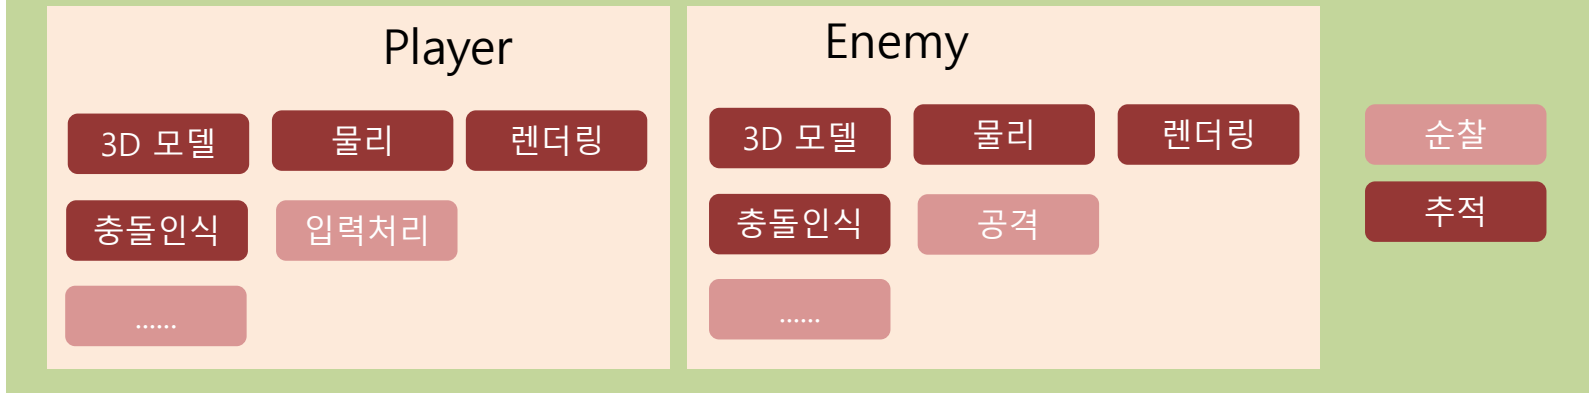 Player
3D 모델
물리
렌더링
충돌인식
입력처리
......
Enemy
3D 모델
물리
렌더링
충돌인식
공격
......
순찰
추적